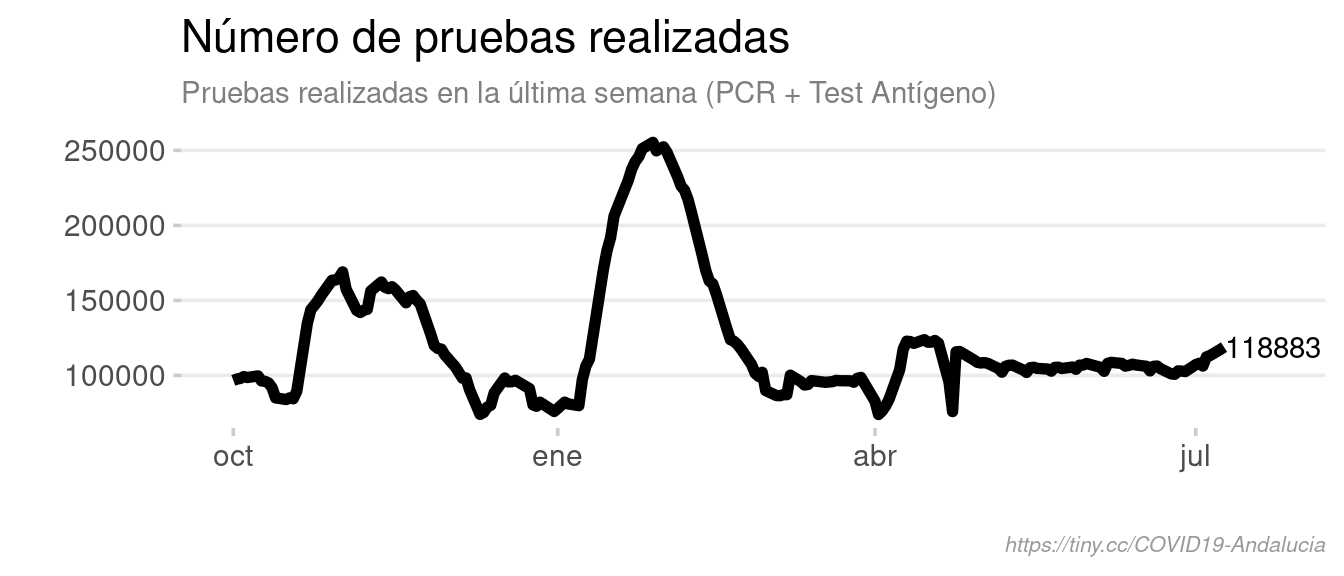 Número de pruebas realizadas
Pruebas realizadas en la última semana (PCR + Test Antígeno)
250000
200000
150000
100000
118883
oct
ene
abr
jul
https://tiny.cc/COVID19-Andalucia